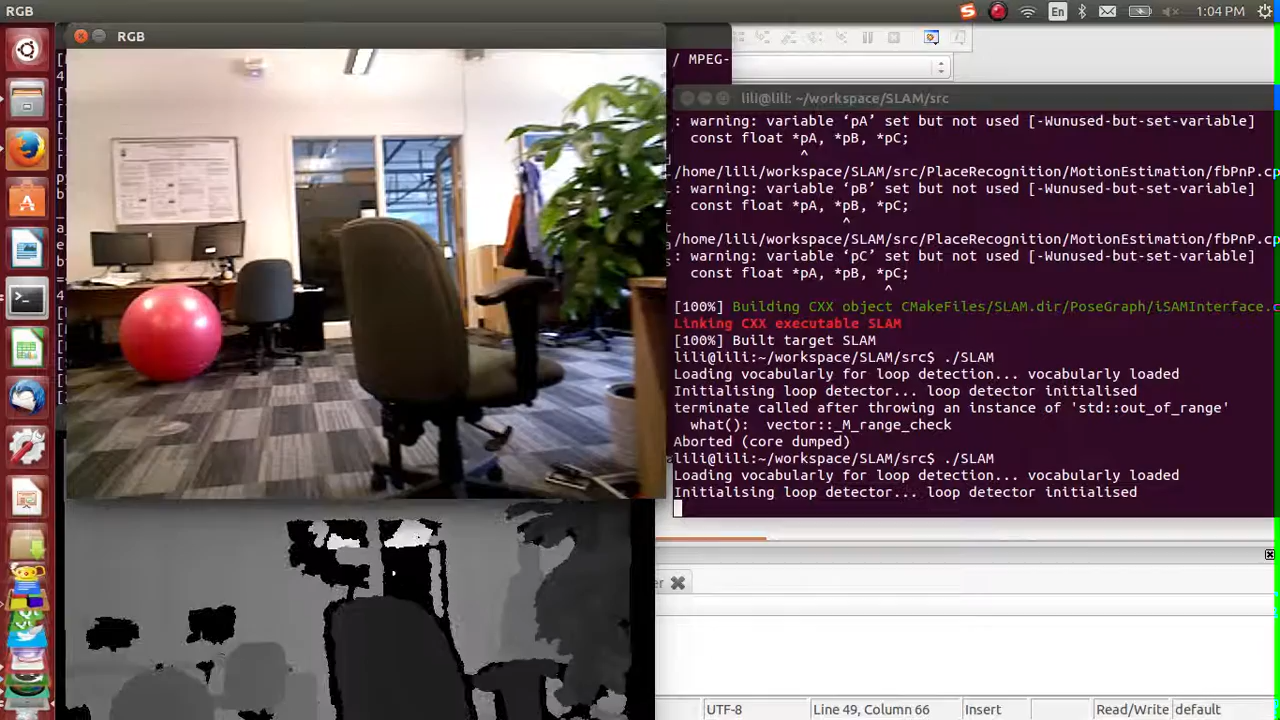 RGB
En
1:04 PM
RGB
/ MPEG-
lili@lili: ~/workspace/SLAM/src
: warning: variable ‘pA’ set but not used [-Wunused-but-set-variable]
const float *pA, *pB, *pC;
^
/home/lili/workspace/SLAM/src/PlaceRecognition/MotionEstimation/fbPnP.cp
: warning: variable ‘pB’ set but not used [-Wunused-but-set-variable]
const float *pA, *pB, *pC;
^
/home/lili/workspace/SLAM/src/PlaceRecognition/MotionEstimation/fbPnP.cp
: warning: variable ‘pC’ set but not used [-Wunused-but-set-variable]
const float *pA, *pB, *pC;
^
[100%] Building CXX object CMakeFiles/SLAM.dir/PoseGraph/iSAMInterface.c
Linking CXX executable SLAM
[100%] Built target SLAM
lili@lili:~/workspace/SLAM/src$ ./SLAM
Loading vocabularly for loop detection... vocabularly loaded
Initialising loop detector... loop detector initialised
terminate called after throwing an instance of 'std::out_of_range'
what():  vector::_M_range_check
Aborted (core dumped)
lili@lili:~/workspace/SLAM/src$ ./SLAM
Loading vocabularly for loop detection... vocabularly loaded
Initialising loop detector... loop detector initialised
er
UTF-8
Line 49, Column 66
Insert
Read/Write
default